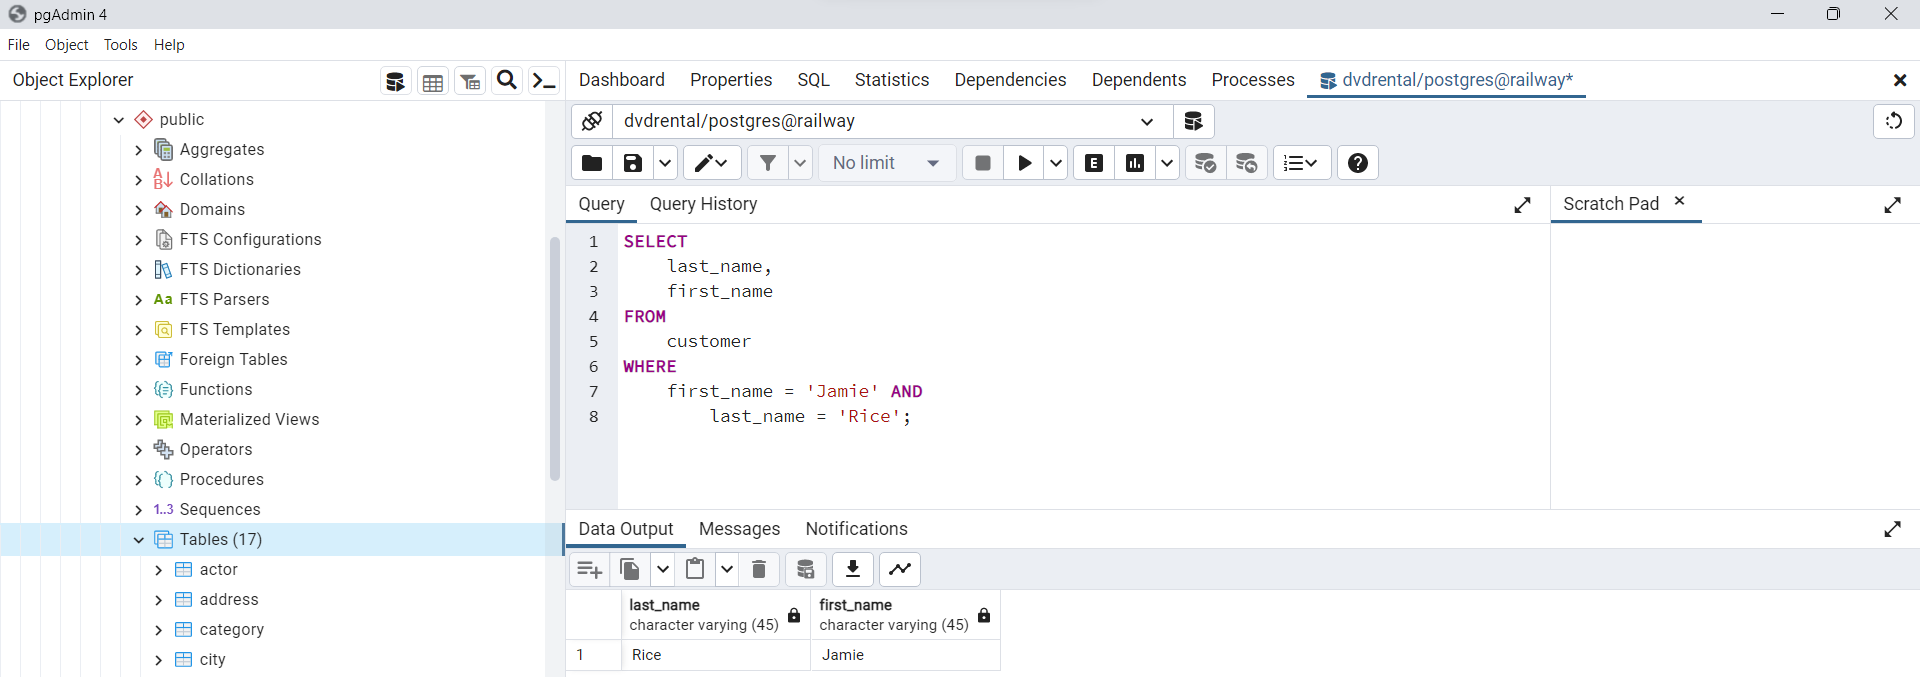 pgAdmin 4
File Object Tools Help
Object Explorer
Dashboard Properties SQL Statistics Dependencies Dependents Processes dvdrental/postgres@railway*
public
Aggregates
Collations
Domains
FTS Configurations
FTS Dictionaries
Aa FTS Parsers
FTS Templates
Foreign Tables
Functions
Materialized Views
Operators
Procedures
1..3 Sequences
Tables (17)
actor
address
category
city
dvdrental/postgres@railway
No limit E
Query Query History
Scratch Pad
1 SELECT
2 last_name,
3 first_name
4 FROM
5 customer
6 WHERE
7 first_name = 'Jamie' AND
8 last_name = 'Rice';
Data Output Messages Notifications
last_name first_name
character varying (45) character varying (45)
1 Rice Jamie